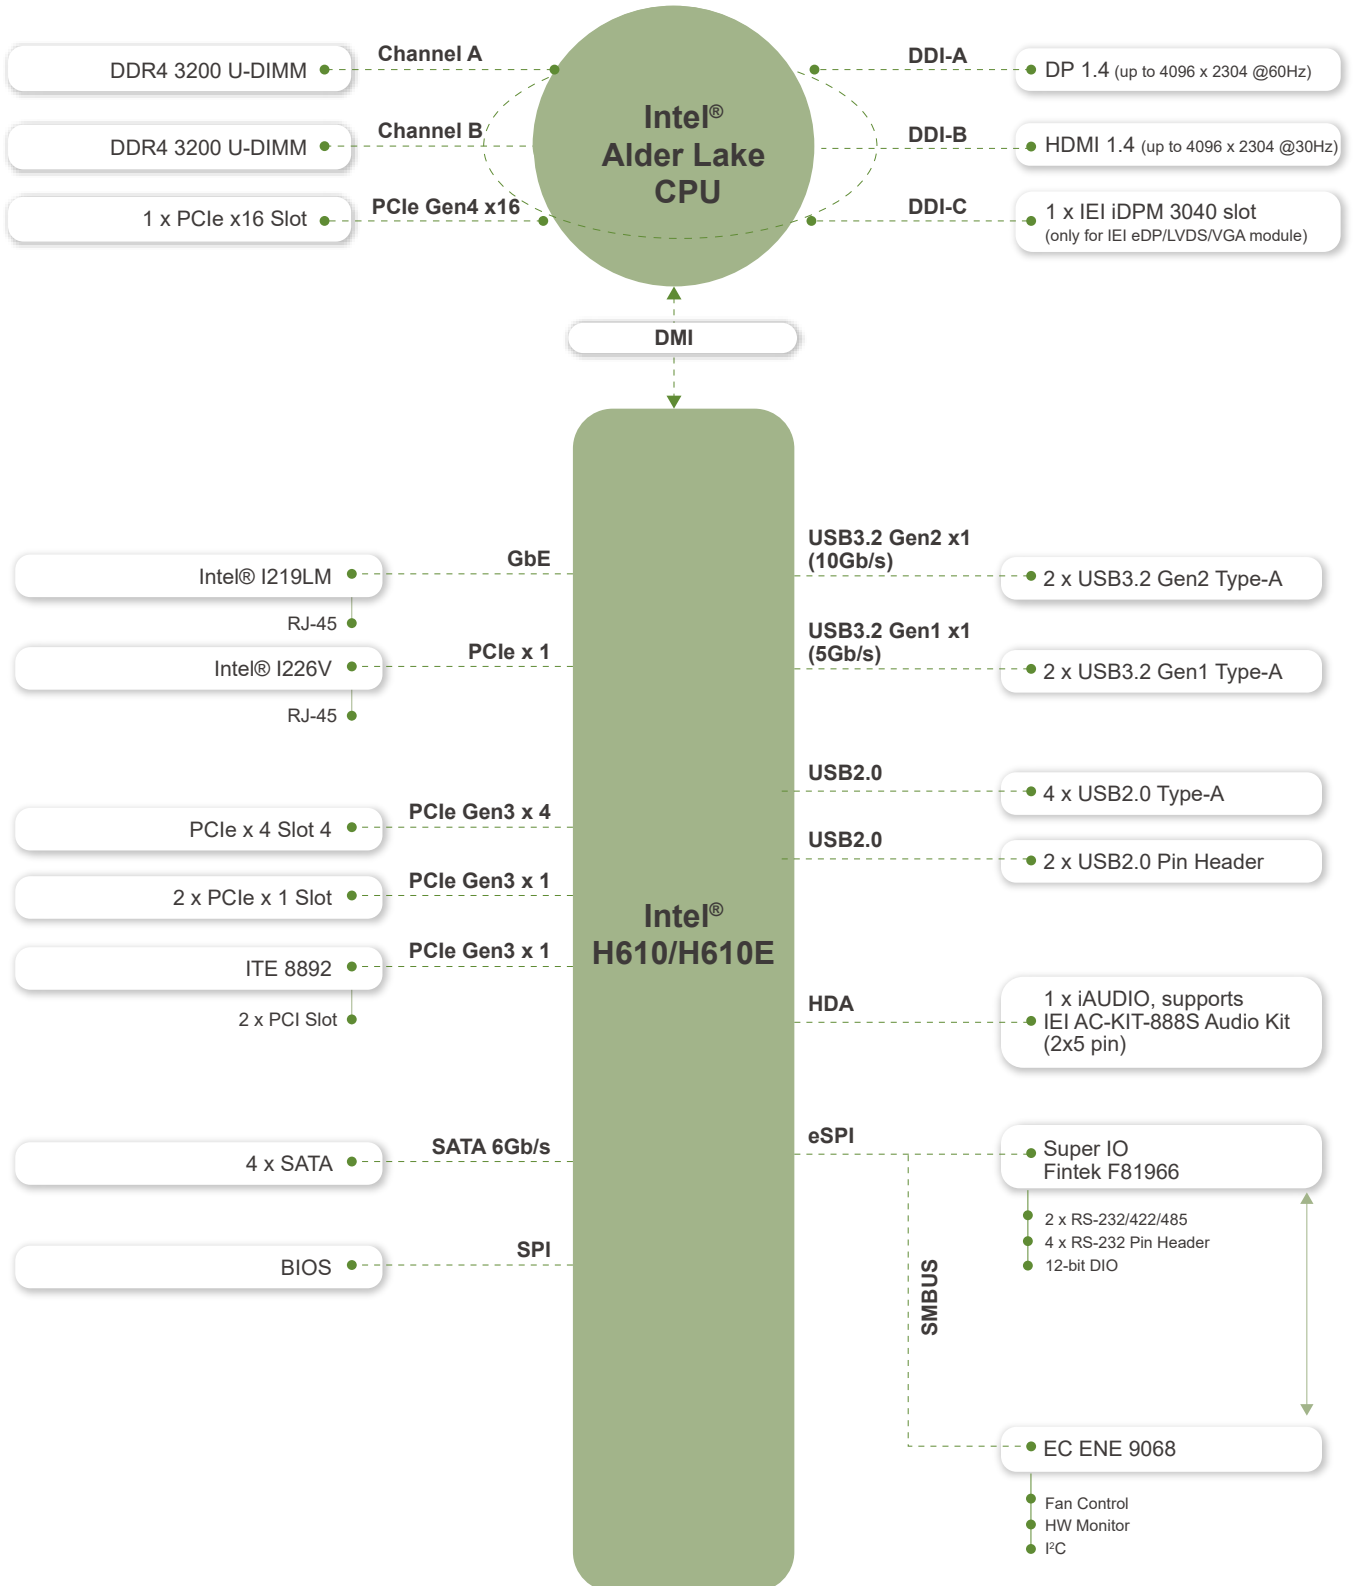 Channel A
DDR4 3200 U-DIMM
Channel B
DDR4 3200 U-DIMM
PCIe Gen4 x16
1 x PCIe x16 Slot
Intel®
Alder Lake
CPU
DDI-A
DP 1.4 (up to 4096 x 2304 @60Hz)
DDI-B
HDMI 1.4 (up to 4096 x 2304 @30Hz)
DDI-C
1 x IEI iDPM 3040 slot
(only for IEI eDP/LVDS/VGA module)
DMI
GbE
Intel® I219LM
RJ-45
PCIe x 1
Intel® I226V
RJ-45
PCIe Gen3 x 4
PCIe x 4 Slot 4
PCIe Gen3 x 1
2 x PCIe x 1 Slot
PCIe Gen3 x 1
ITE 8892
2 x PCI Slot
SATA 6Gb/s
4 x SATA
SPI
BIOS
Intel®
H610/H610E
USB3.2 Gen2 x1
(10Gb/s)
2 x USB3.2 Gen2 Type-A
USB3.2 Gen1 x1
(5Gb/s)
2 x USB3.2 Gen1 Type-A
USB2.0
4 x USB2.0 Type-A
USB2.0
2 x USB2.0 Pin Header
HDA
1 x iAUDIO, supports
IEI AC-KIT-888S Audio Kit
(2x5 pin)
eSPI
Super IO
Fintek F81966
2 x RS-232/422/485
4 x RS-232 Pin Header
12-bit DIO
SMBUS
EC ENE 9068
Fan Control
HW Monitor
I²C